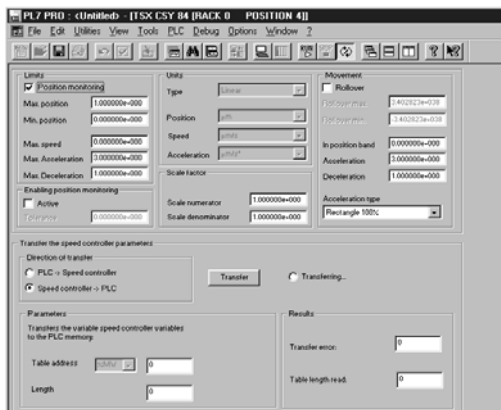 PL7 PRO : <Untitled> - [TSX CSY 84 [RACK 0 POSITION 4]]
File Edit Utilities View Tools PLC Debug Options Window ?
Limits
Position monitoring
Max. position 1.000000e+000
Min. position 0.000000e+000
Max. speed 0.000000e+000
Max. Acceleration 3.000000e+000
Max. Deceleration 1.000000e+000
Enabling position monitoring
Active
Tolerance 0.000000e+000
Units
Type Linear
Position
Speed
Acceleration
Scale factor
Scale numerator 1.000000e+000
Scale denominator 1.000000e+000
Movement
Rollover
Rollover max. 3.402823e+038
Rollover min. -3.402823e+038
In position band 0.000000e+000
Acceleration 3.000000e+000
Deceleration 1.000000e+000
Acceleration type
Rectangle 100%
Transfer the speed controller parameters
Direction of transfer
PLC -> Speed controller
Speed controller -> PLC
Transfer
Transferring...
Parameters
Transfers the variable speed controller variables
to the PLC memory.
Table address %MW 0
Length 0
Results
Transfer error: 0
Table length read. 0